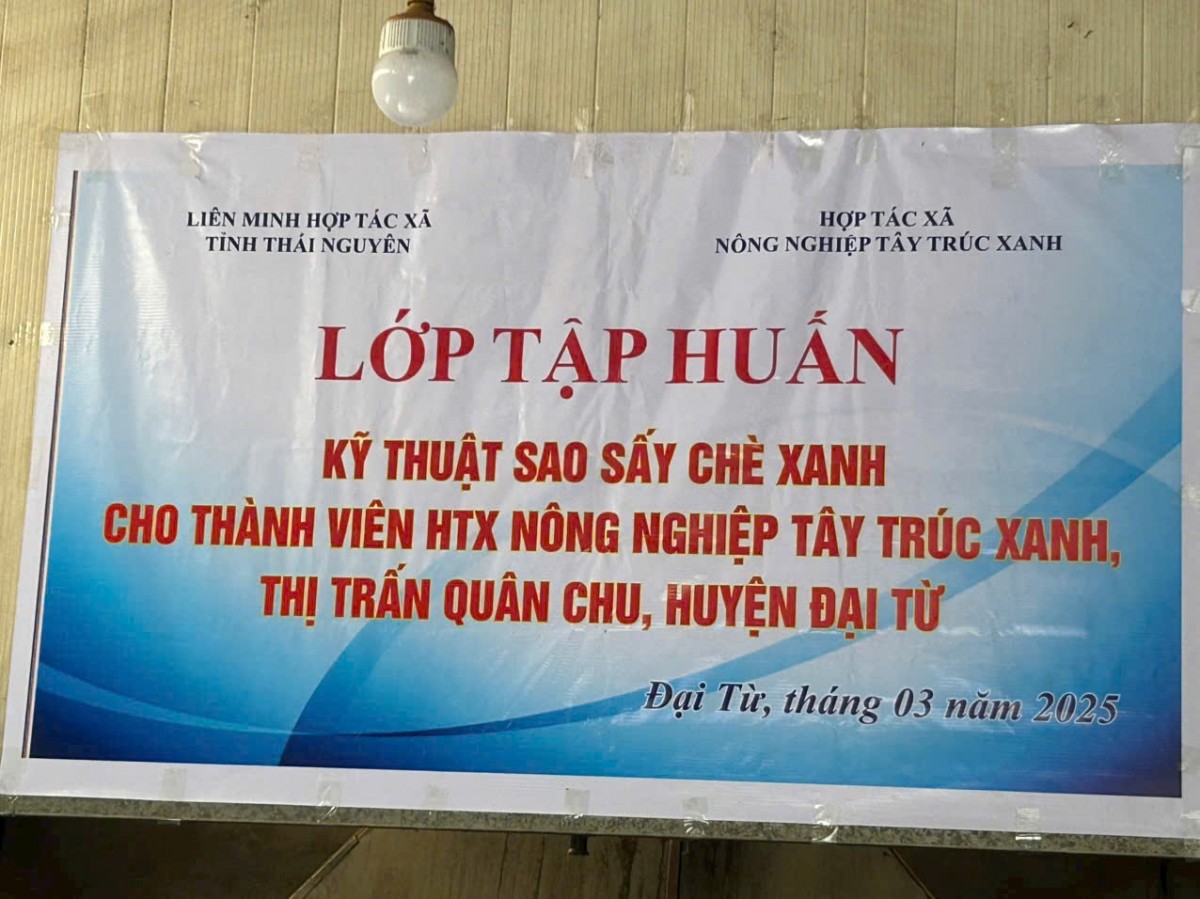 LIÊN MINH HỢP TÁC XÃ
TỈNH THÁI NGUYÊN
HỢP TÁC XÃ
NÔNG NGHIỆP TÂY TRÚC XANH
LỚP TẬP HUẤN
KỸ THUẬT SAO SẤY CHÈ XANH
CHO THÀNH VIÊN HTX NÔNG NGHIỆP TÂY TRÚC XANH,
THỊ TRẤN QUÂN CHU, HUYỆN ĐẠI TỪ
Đại Từ, tháng 03 năm 2025